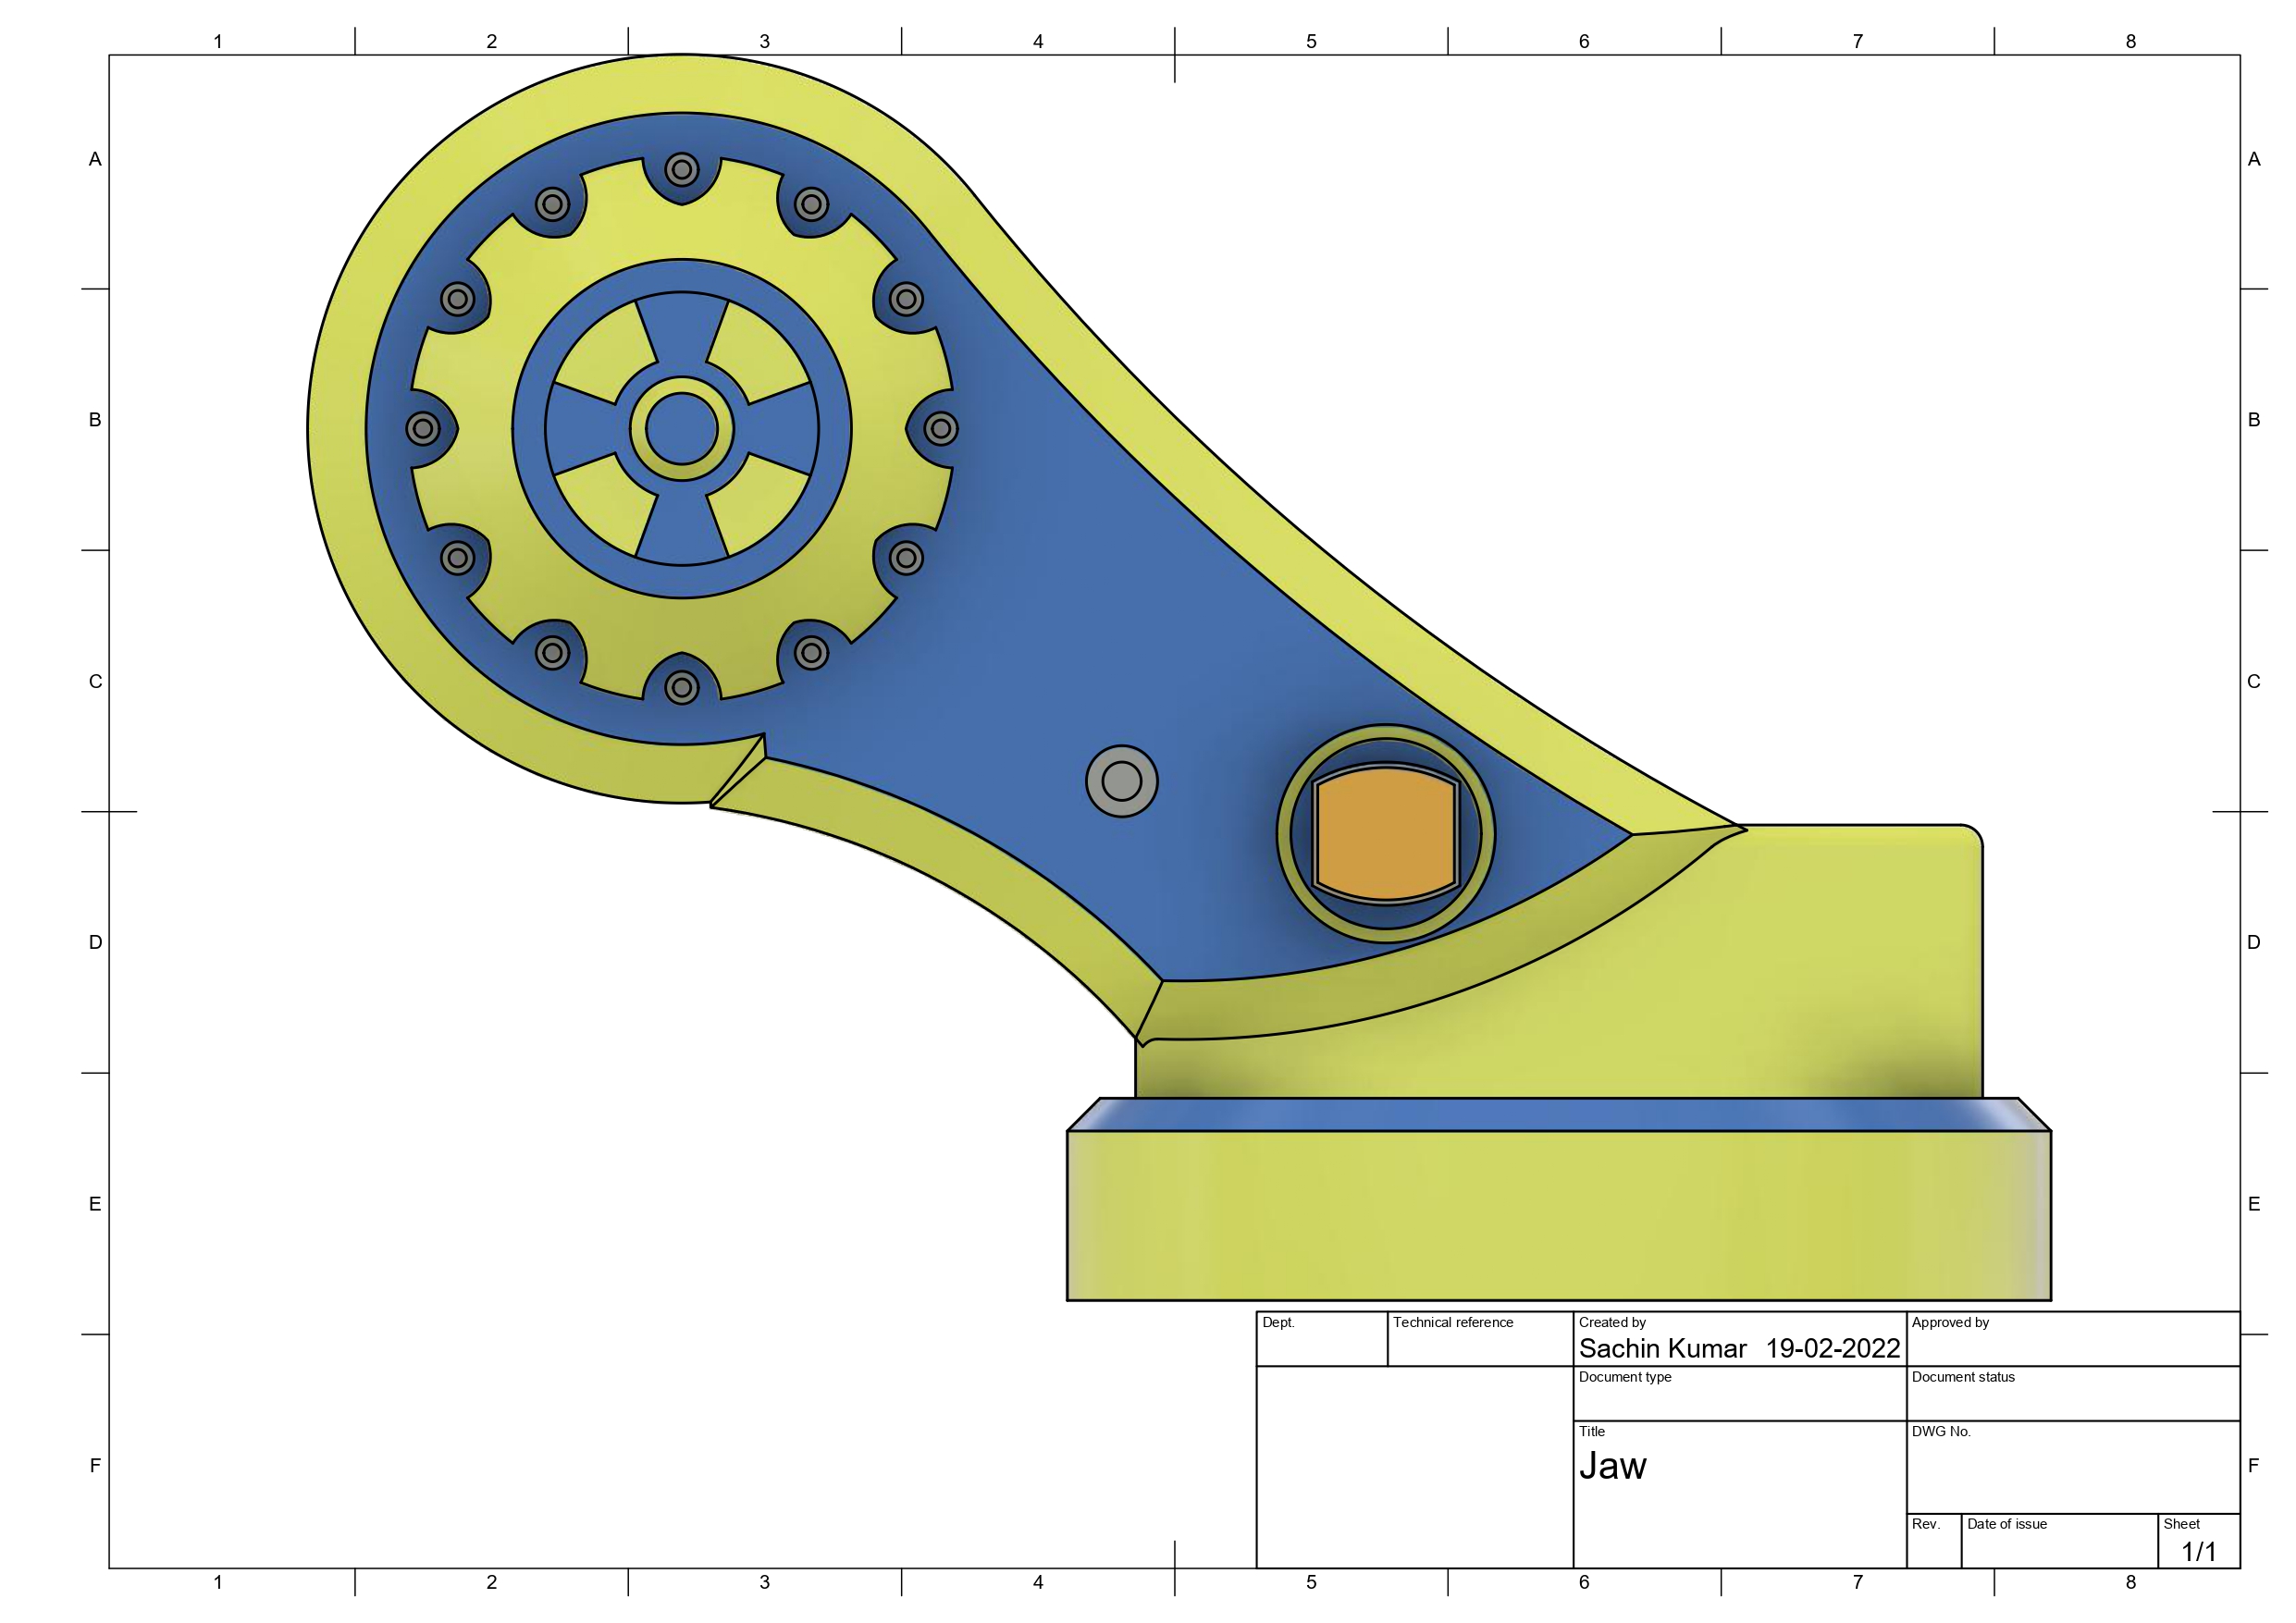 1 2 3 4 5 6 7 8
A A
B B
C C
D D
E E
Dept. Technical reference Created by Approved by
Sachin Kumar 19-02-2022
Document type Document status
Title DWG No.
Jaw
F F
Rev. Date of issue Sheet
1/1
1 2 3 4 5 6 7 8